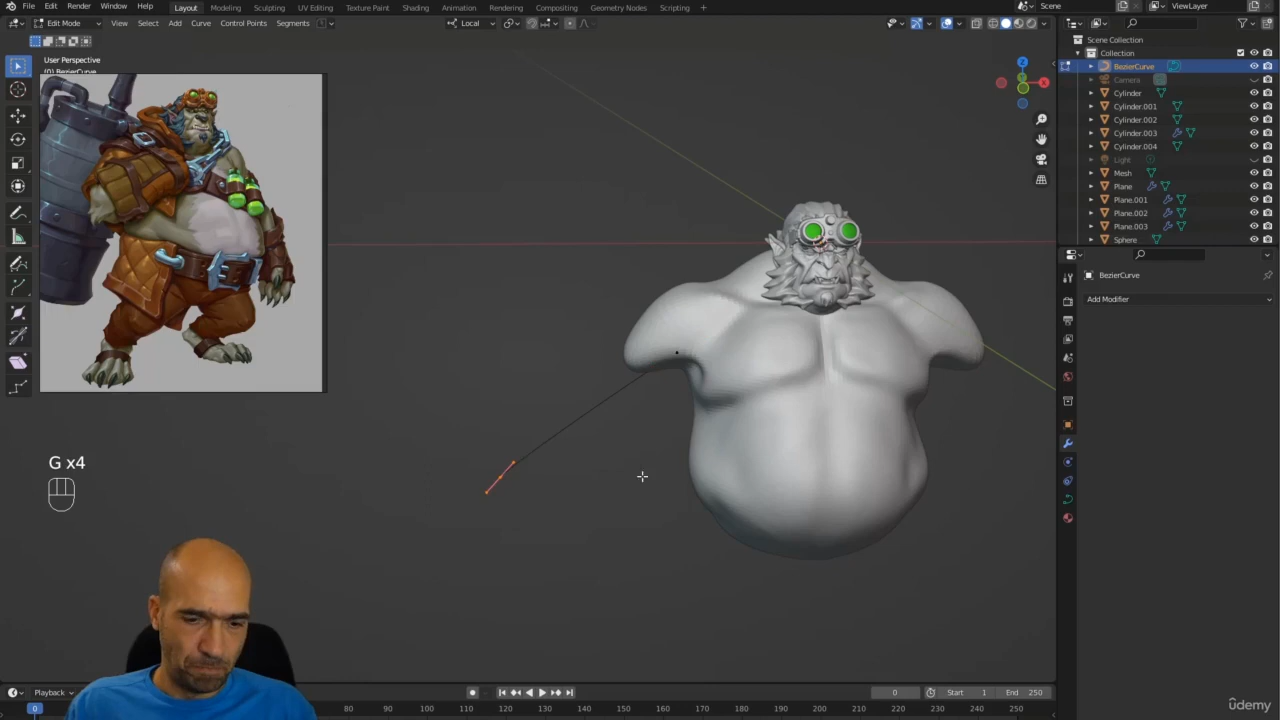 File Edit Render Window Help Layout Modeling Sculpting UV Editing Texture Paint Shading Animation Rendering Compositing Geometry Nodes Scripting Scene ViewLayer
Edit Mode View Select Add Curve Control Points Segments Local
User Perspective
(0) BezierCurve
Scene Collection
Collection
BezierCurve
Camera
Cylinder
Cylinder.001
Cylinder.002
Cylinder.003
Cylinder.004
Light
Mesh
Plane
Plane.001
Plane.002
Plane.003
Sphere
BezierCurve
Add Modifier
X
Z
G x4
Playback 0 Start 1 End 250
0 80 90 100 110 120 130 140 150 160 170 180 190 200 210 220 230 240 250
ûdemy